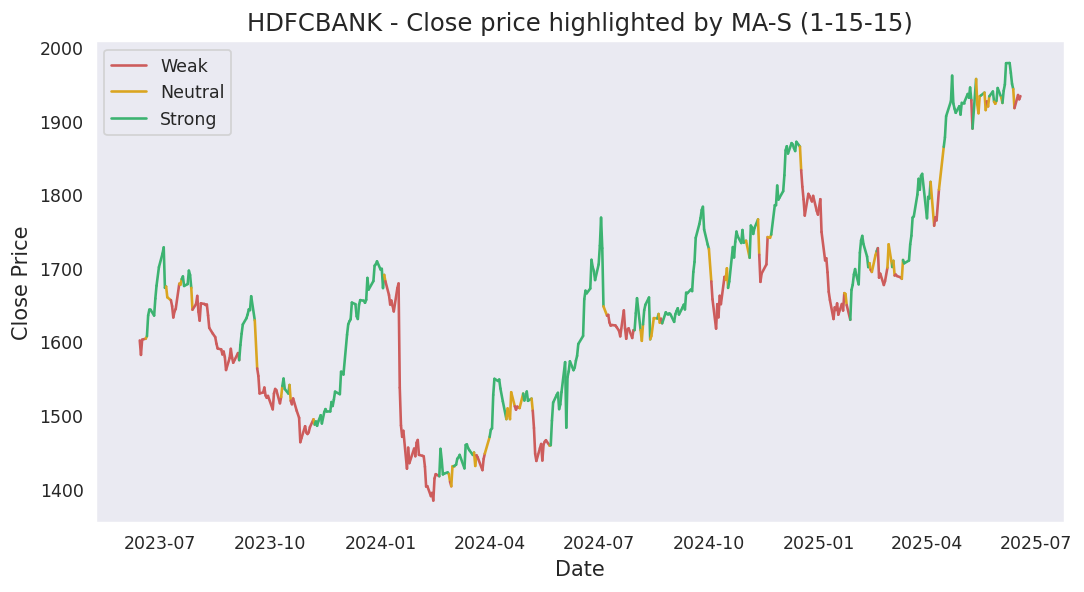 HDFCBANK - Close price highlighted by MA-S (1-15-15)
Weak
Neutral
Strong
Close Price
2000
1900
1800
1700
1600
1500
1400
2023-07 2023-10 2024-01 2024-04 2024-07 2024-10 2025-01 2025-04 2025-07
Date